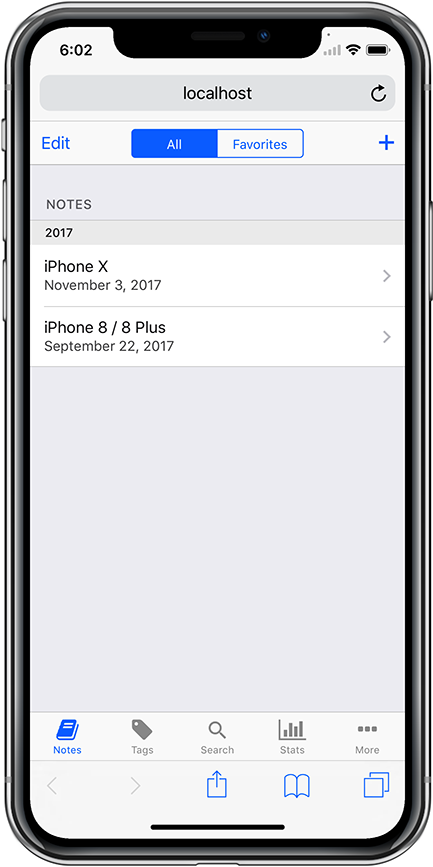 6:02
localhost
Edit
All
Favorites
+
NOTES
2017
iPhone X
November 3, 2017
iPhone 8 / 8 Plus
September 22, 2017
Notes
Tags
Search
Stats
More